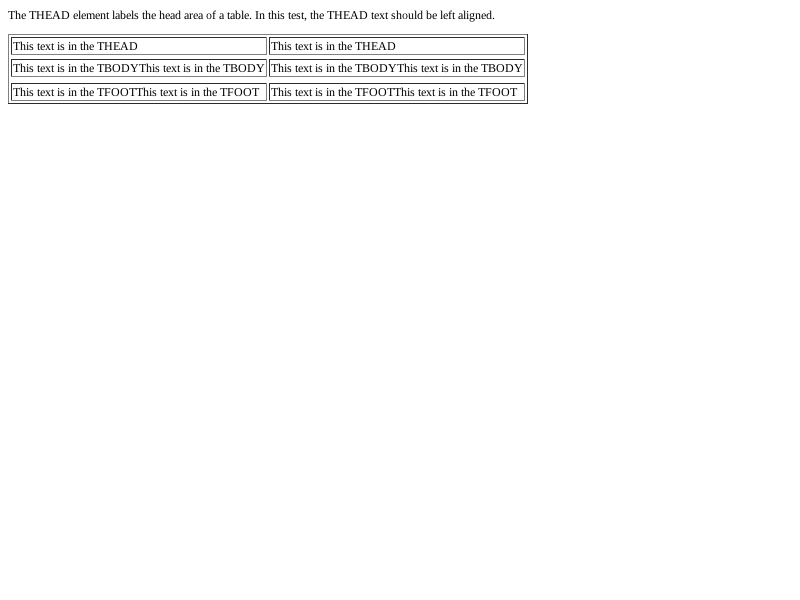 The THEAD element labels the head area of a table. In this test, the THEAD text should be left aligned.
This text is in the THEAD This text is in the THEAD
This text is in the TBODYThis text is in the TBODY This text is in the TBODYThis text is in the TBODY
This text is in the TFOOTThis text is in the TFOOT This text is in the TFOOTThis text is in the TFOOT